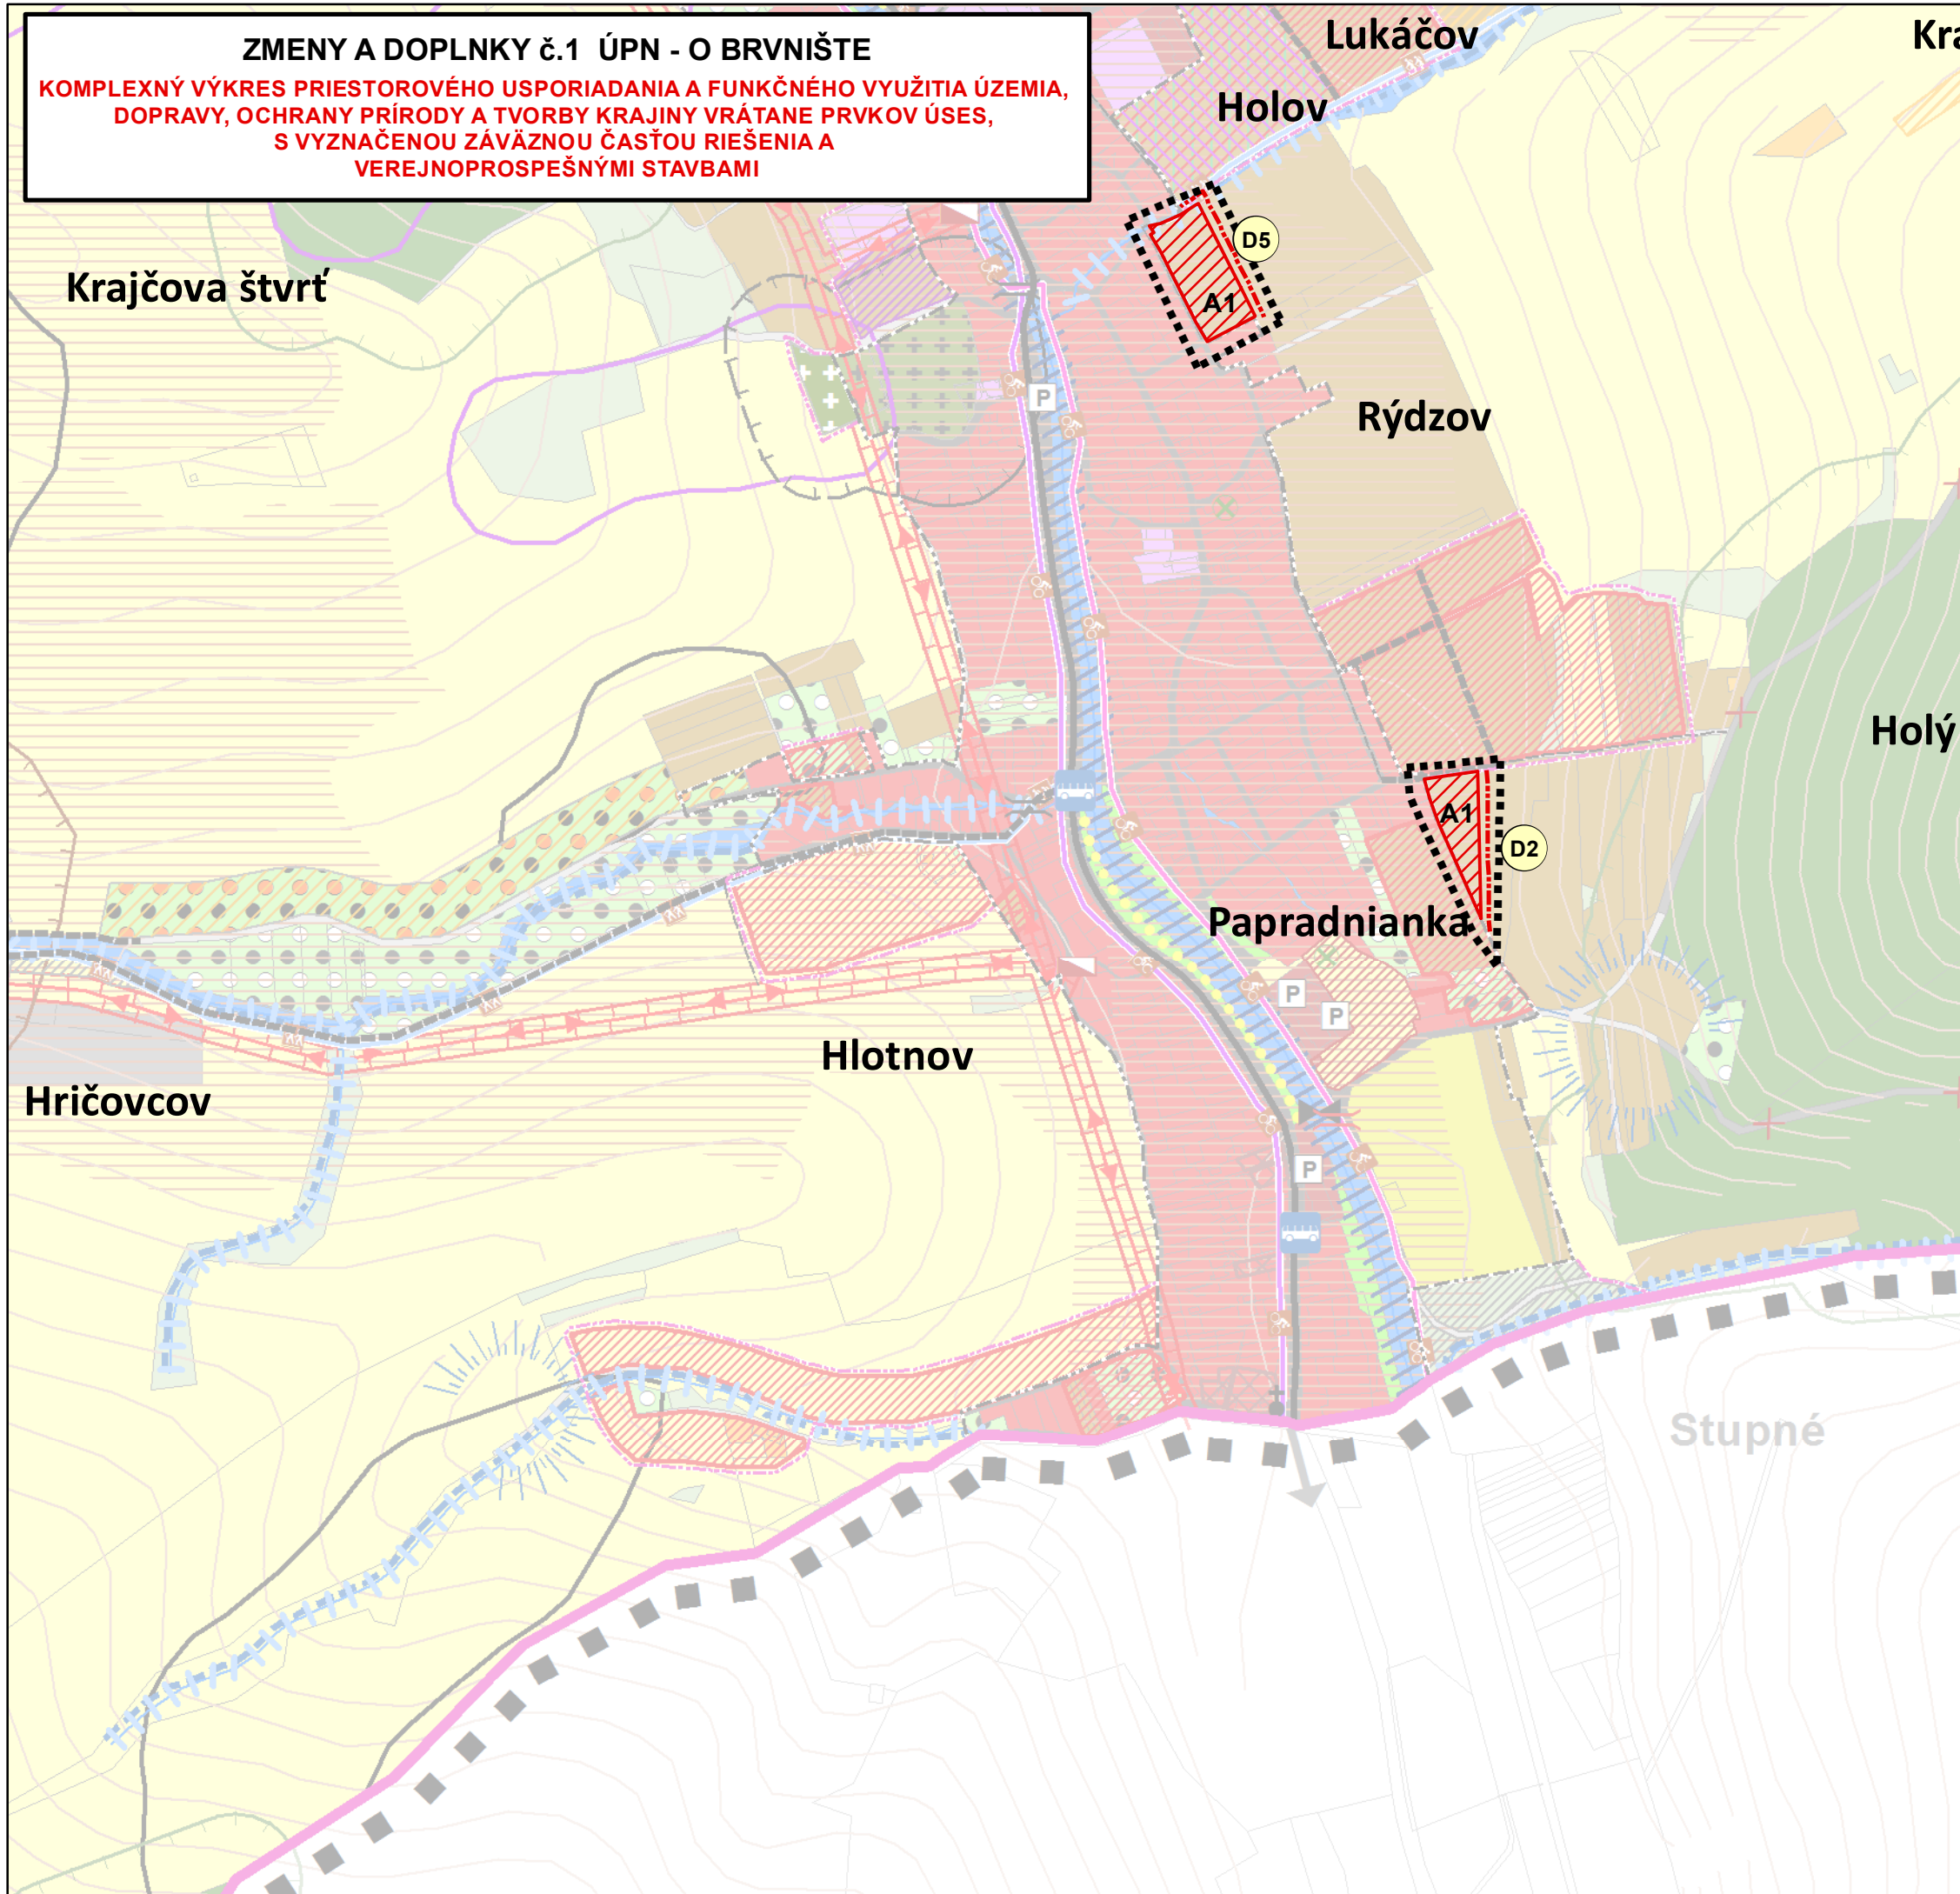 ZMENY A DOPLNKY č.1 ÚPN - O BRVNIŠTE
KOMPLEXNÝ VÝKRES PRIESTOROVÉHO USPORIADANIA A FUNKČNÉHO VYUŽITIA ÚZEMIA,
DOPRAVY, OCHRANY PRÍRODY A TVORBY KRAJINY VRÁTANE PRVKOV ÚSES,
S VYZNAČENOU ZÁVÄZNOU ČASŤOU RIEŠENIA A
VEREJNOPROSPEŠNÝMI STAVBAMI
Lukáčov
Kra
Holov
D5
Krajčova štvrť
A1
P
Rýdzov
Holý
A1
D2
Papradnianka
P
P
Hlotnov
Hričovcov
P
Stupné